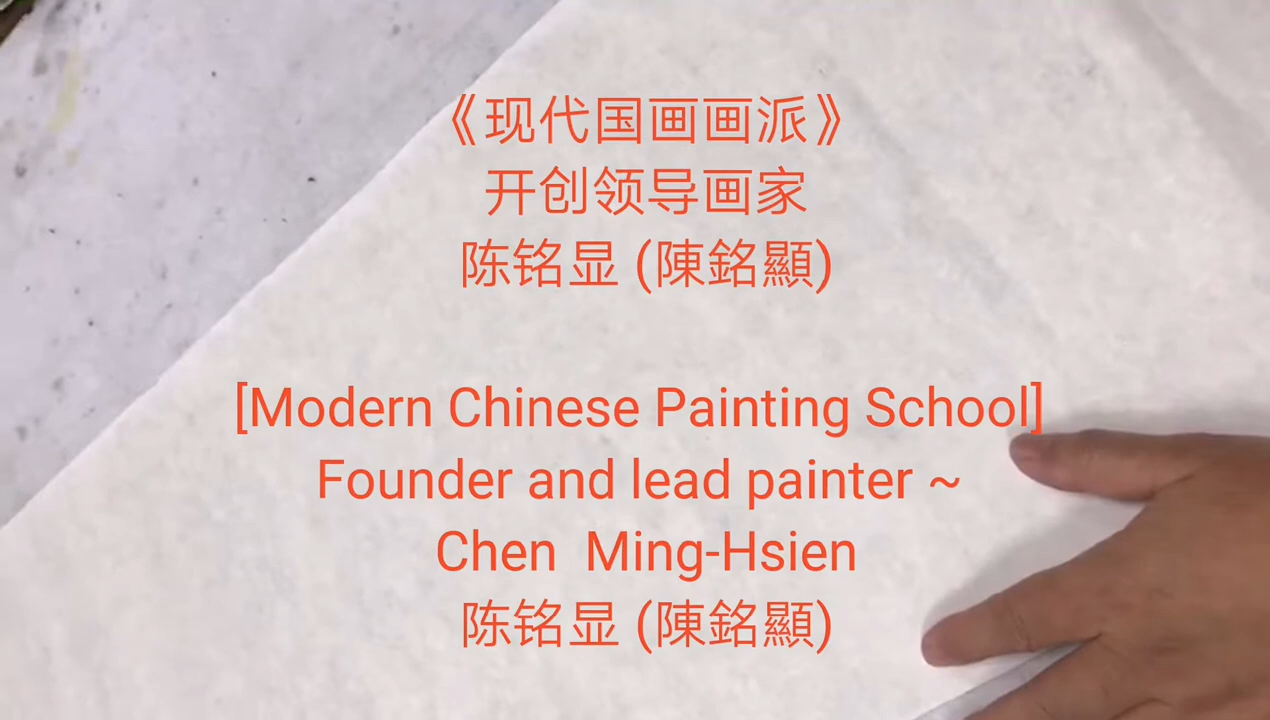 《现代国画画派》
开创领导画家
陈铭显 (陳銘顯)
[Modern Chinese Painting School]
Founder and lead painter ~
Chen Ming-Hsien
陈铭显 (陳銘顯)